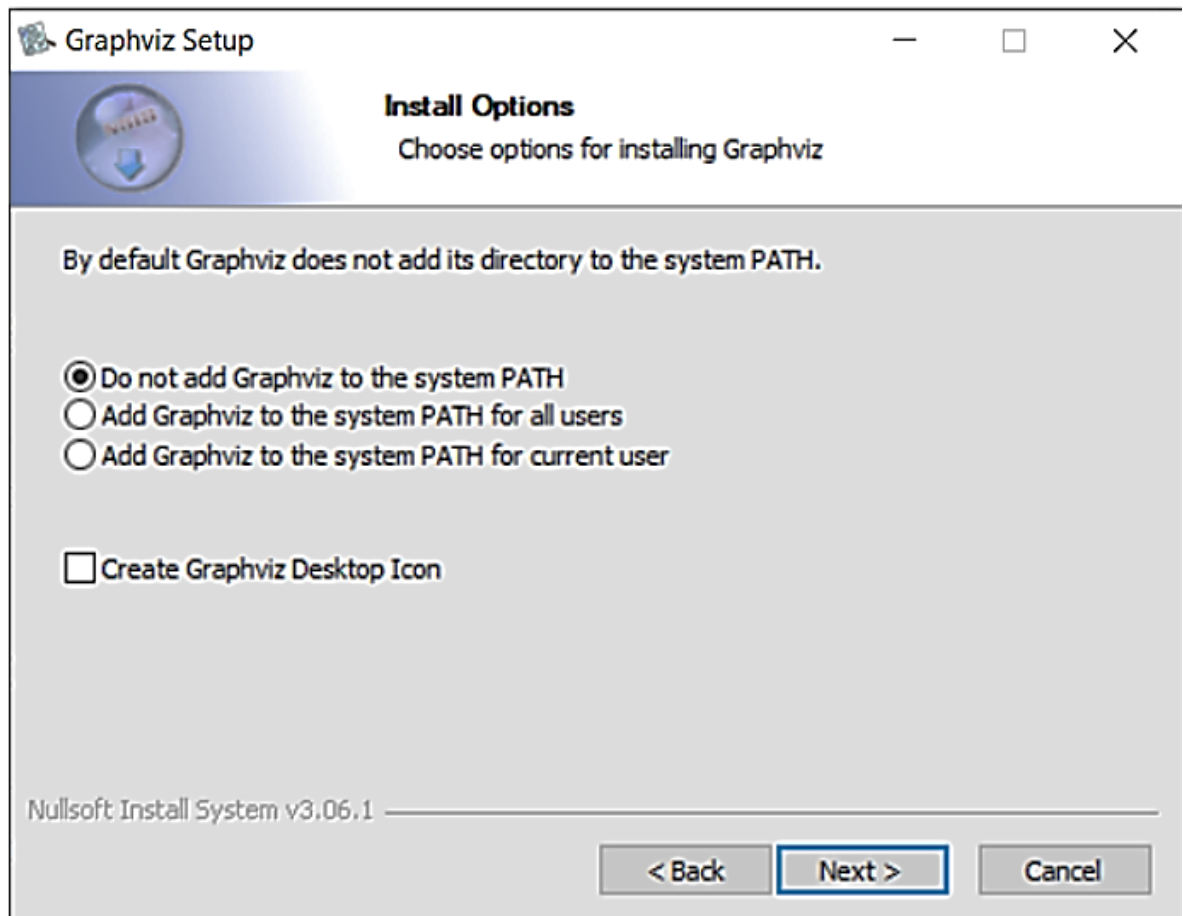 Graphviz Setup
Install Options
Choose options for installing Graphviz
By default Graphviz does not add its directory to the system PATH.
Do not add Graphviz to the system PATH
Add Graphviz to the system PATH for all users
Add Graphviz to the system PATH for current user
Create Graphviz Desktop Icon
Nullsoft Install System v3.06.1
< Back
Next >
Cancel